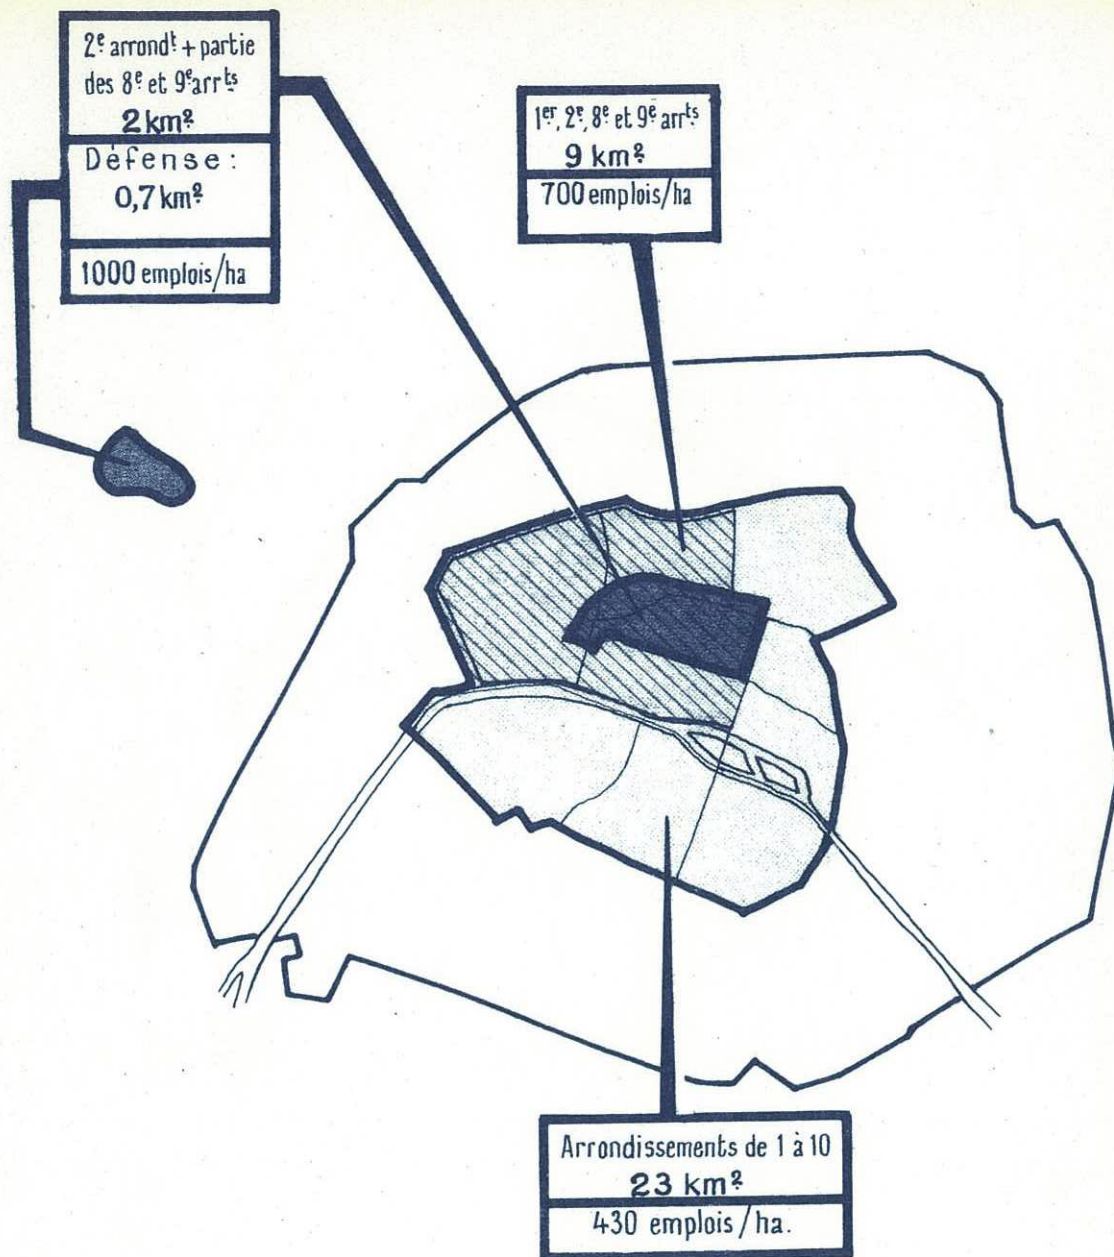 2e arrondt + partie
des 8e et 9e arrts
2 km²
Défense :
0,7 km²
1000 emplois/ha
1er, 2e, 8e et 9e arrts
9 km²
700 emplois/ha
Arrondissements de 1 à 10
23 km²
430 emplois/ha.